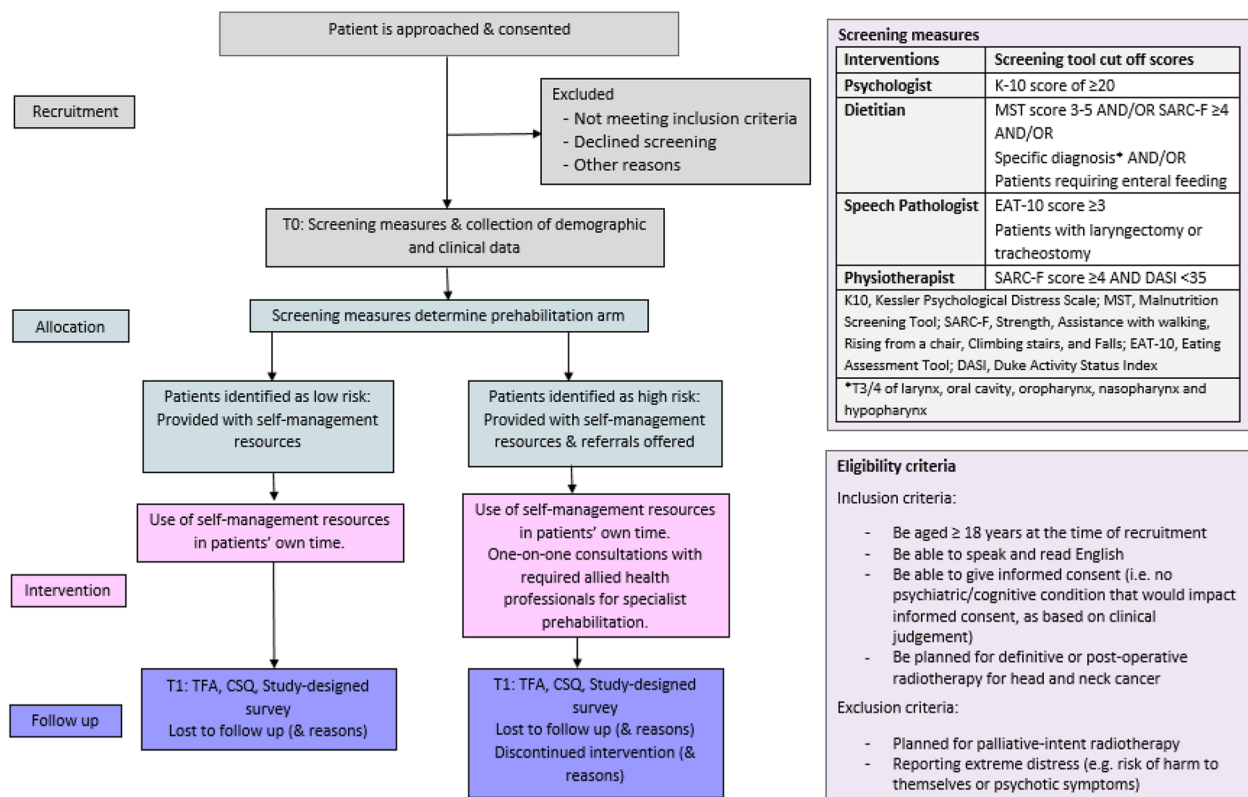 Patient is approached & consented
Recruitment
Excluded
- Not meeting inclusion criteria
- Declined screening
- Other reasons
T0: Screening measures & collection of demographic
and clinical data
Allocation
Screening measures determine prehabilitation arm
Patients identified as low risk:
Provided with self-management
resources
Patients identified as high risk:
Provided with self-management
resources & referrals offered
Intervention
Use of self-management resources
in patients’ own time.
Use of self-management resources
in patients’ own time.
One-on-one consultations with
required allied health
professionals for specialist
prehabilitation.
Follow up
T1: TFA, CSQ, Study-designed
survey
Lost to follow up (& reasons)
T1: TFA, CSQ, Study-designed
survey
Lost to follow up (& reasons)
Discontinued intervention (&
reasons)
Screening measures
Interventions Screening tool cut off scores
Psychologist K-10 score of ≥20
Dietitian MST score 3-5 AND/OR SARC-F ≥4
AND/OR
Specific diagnosis* AND/OR
Patients requiring enteral feeding
Speech Pathologist EAT-10 score ≥3
Patients with laryngectomy or
tracheostomy
Physiotherapist SARC-F score ≥4 AND DASI <35
K10, Kessler Psychological Distress Scale; MST, Malnutrition
Screening Tool; SARC-F, Strength, Assistance with walking,
Rising from a chair, Climbing stairs, and Falls; EAT-10, Eating
Assessment Tool; DASI, Duke Activity Status Index
*T3/4 of larynx, oral cavity, oropharynx, nasopharynx and
hypopharynx
Eligibility criteria
Inclusion criteria:
- Be aged ≥ 18 years at the time of recruitment
- Be able to speak and read English
- Be able to give informed consent (i.e. no
psychiatric/cognitive condition that would impact
informed consent, as based on clinical
judgement)
- Be planned for definitive or post-operative
radiotherapy for head and neck cancer
Exclusion criteria:
- Planned for palliative-intent radiotherapy
- Reporting extreme distress (e.g. risk of harm to
themselves or psychotic symptoms)